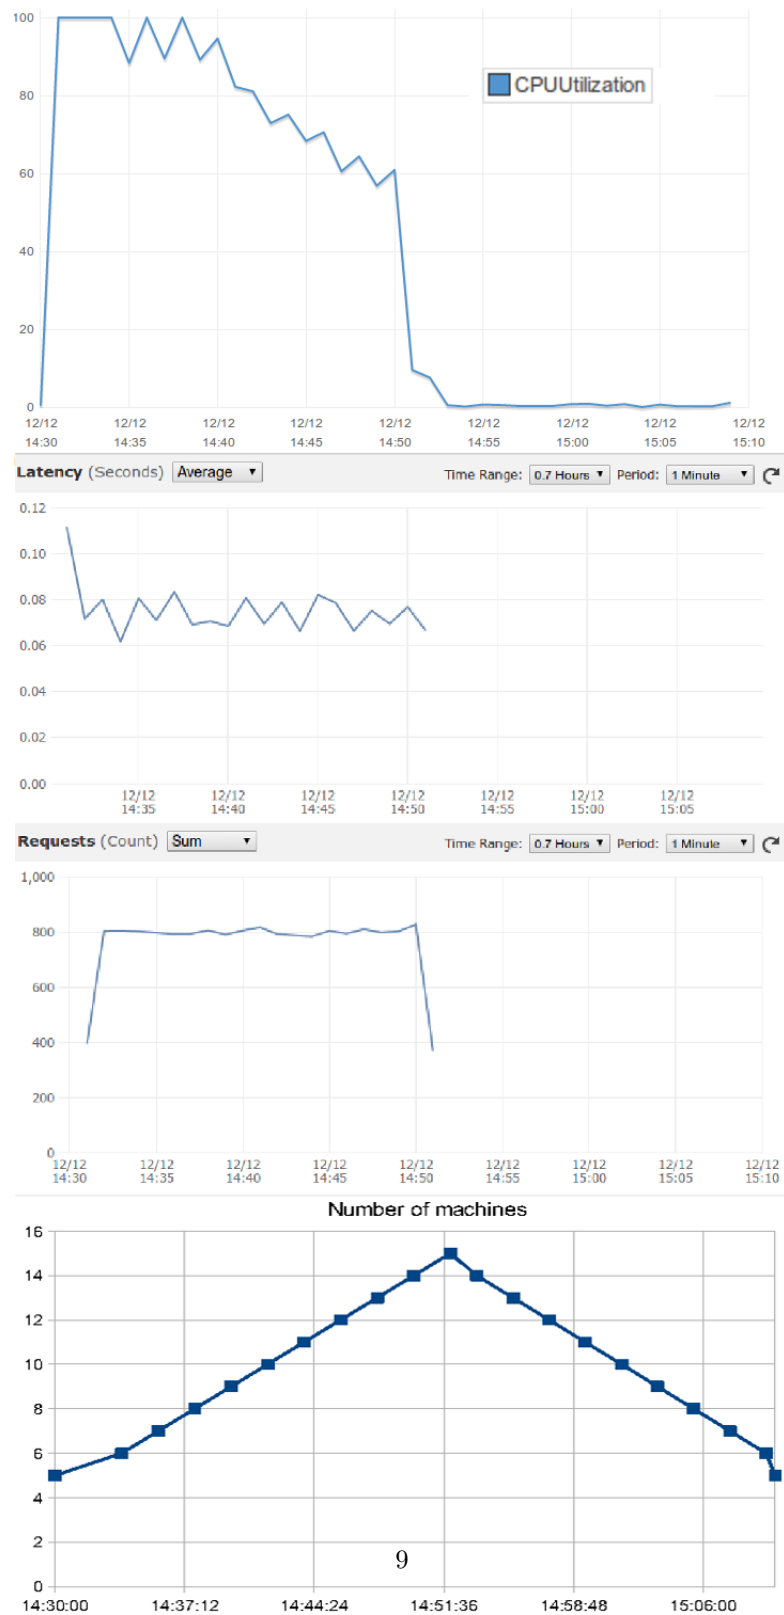 100
CPUUtilization
80
60
40
20
0
12/12 12/12 12/12 12/12 12/12 12/12 12/12 12/12 12/12
14:30 14:35 14:40 14:45 14:50 14:55 15:00 15:05 15:10
Latency (Seconds) Average Time Range: 0.7 Hours Period: 1 Minute
0.12
0.10
0.08
0.06
0.04
0.02
0.00
12/12 12/12 12/12 12/12 12/12 12/12 12/12
14:35 14:40 14:45 14:50 14:55 15:00 15:05
Requests (Count) Sum Time Range: 0.7 Hours Period: 1 Minute
1,000
800
600
400
200
0
12/12 12/12 12/12 12/12 12/12 12/12 12/12 12/12 12/12
14:30 14:35 14:40 14:45 14:50 14:55 15:00 15:05 15:10
Number of machines
16
14
12
10
8
6
4
2
9
0
14:30:00 14:37:12 14:44:24 14:51:36 14:58:48 15:06:00